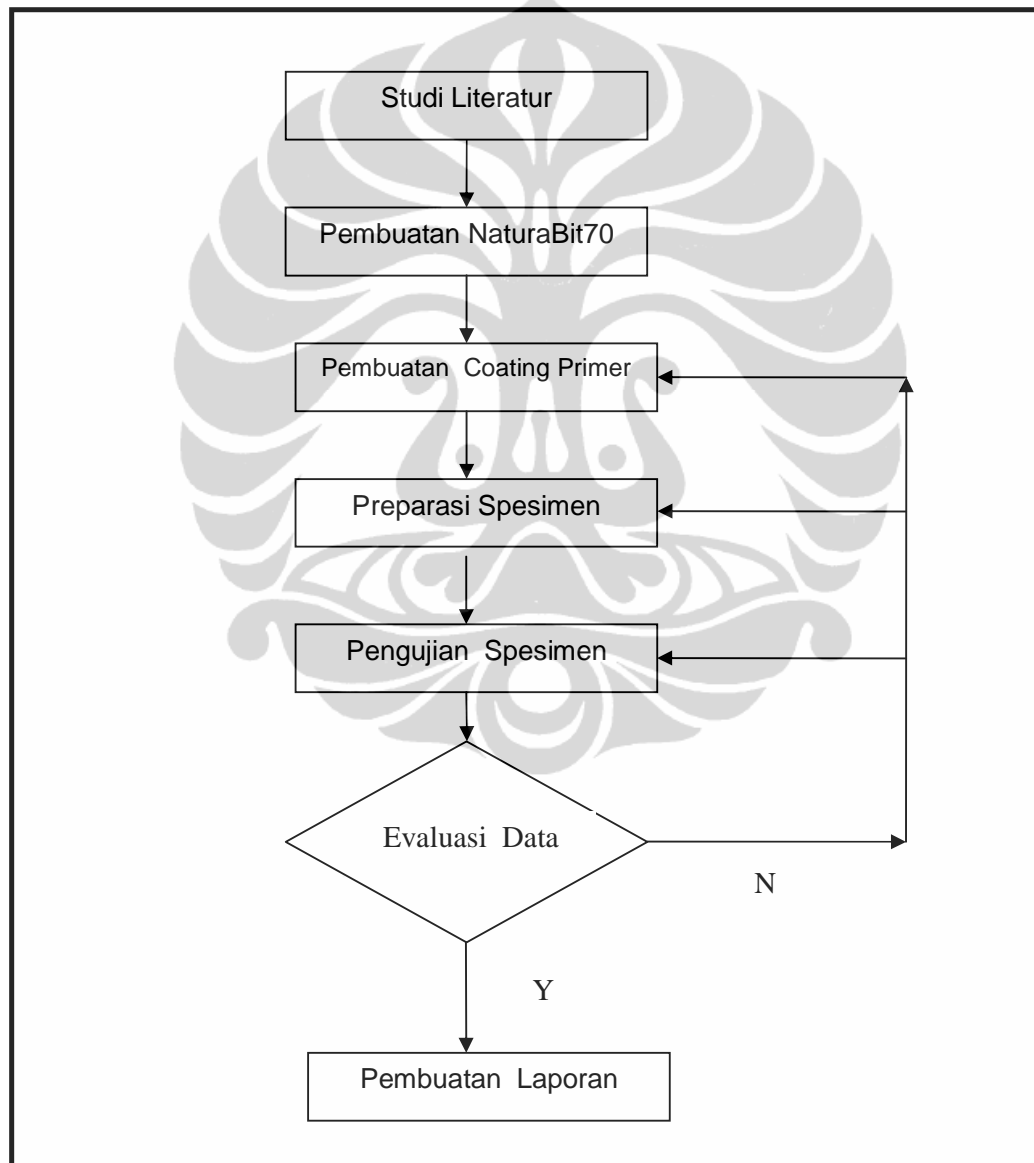 Studi Literatur
Pembuatan NaturaBit70
Pembuatan Coating Primer
Preparasi Spesimen
Pengujian Spesimen
Evaluasi Data
N
Y
Pembuatan Laporan